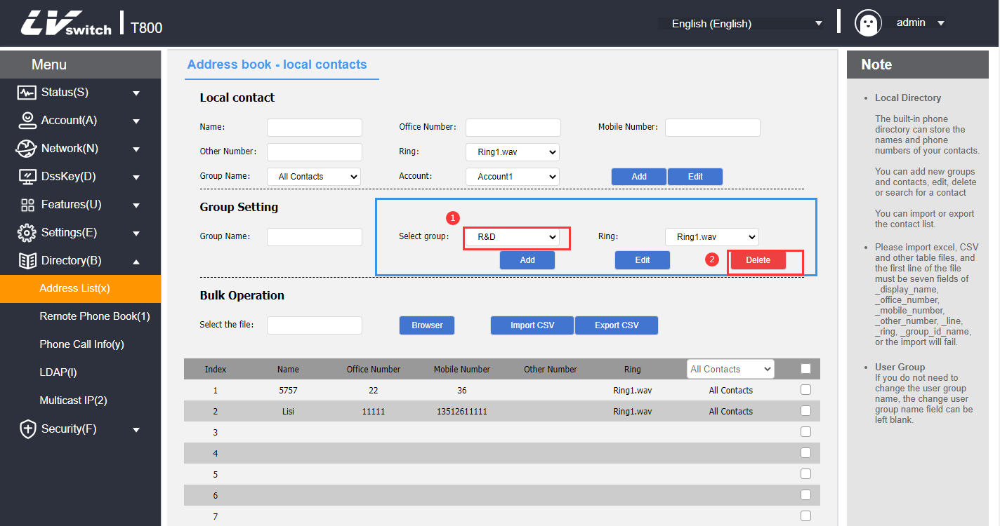 LVswitch T800
English (English)
admin
Menu
Status(S)
Account(A)
Network(N)
DssKey(D)
Features(U)
Settings(E)
Directory(B)
Address List(x)
Remote Phone Book(1)
Phone Call Info(y)
LDAP(l)
Multicast IP(2)
Security(F)
Address book - local contacts
Local contact
Name: Office Number: Mobile Number:
Other Number: Ring: Ring1.wav
Group Name: All Contacts Account: Account1 Add Edit
Group Setting
1
Group Name: Select group: R&D Ring: Ring1.wav
Add Edit 2 Delete
Bulk Operation
Select the file: Browser Import CSV Export CSV
Index Name Office Number Mobile Number Other Number Ring All Contacts
1 5757 22 36 Ring1.wav All Contacts
2 Lisi 11111 13512611111 Ring1.wav All Contacts
3
4
5
6
7
Note
• Local Directory
The built-in phone
directory can store the
names and phone
numbers of your contacts.
You can add new groups
and contacts, edit, delete
or search for a contact
You can import or export
the contact list.
• Please import excel, CSV
and other table files, and
the first line of the file
must be seven fields of
_display_name,
_office_number,
_mobile_number,
_other_number, _line,
_ring, _group_id_name,
or the import will fail.
• User Group
If you do not need to
change the user group
name, the change user
group name field can be
left blank.